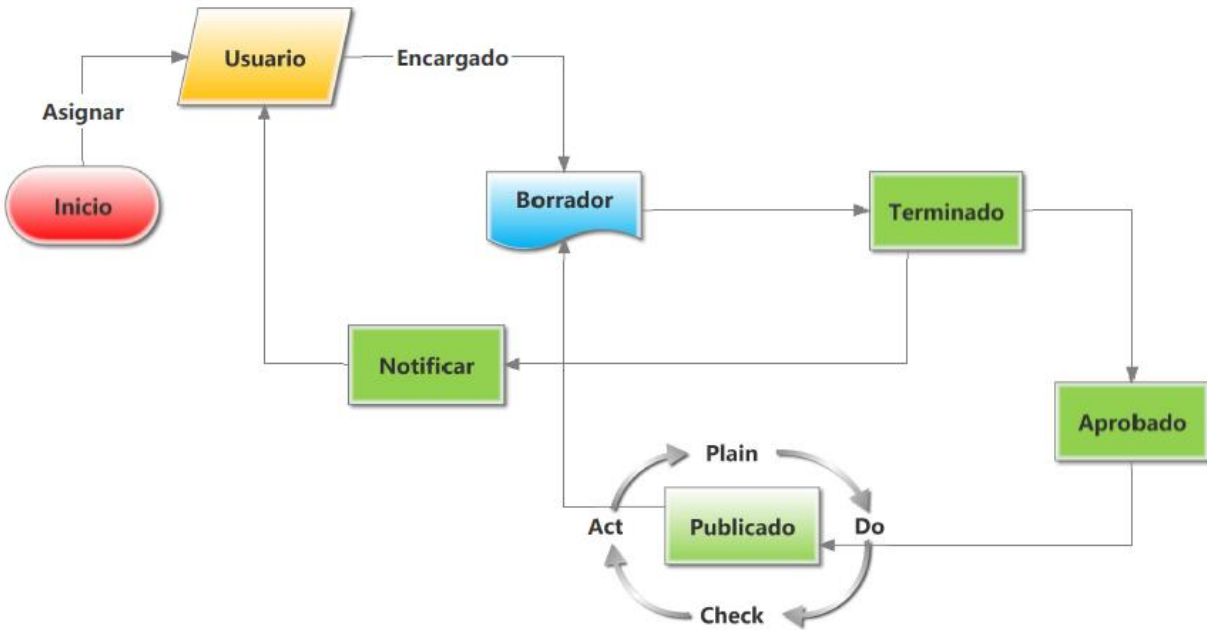 Usuario
Encargado
Asignar
Inicio
Borrador
Terminado
Notificar
Aprobado
Plain
Act
Publicado
Do
Check